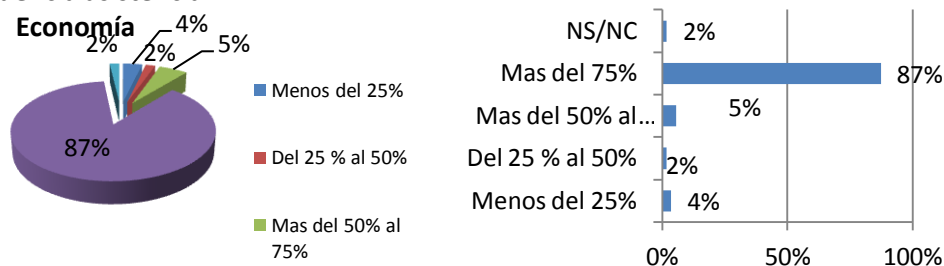 Economía
4%
2%
2%
5%
87%
Menos del 25%
Del 25 % al 50%
Mas del 50% al
75%
NS/NC
2%
Mas del 75%
87%
5%
Mas del 50% al...
Del 25 % al 50%
2%
Menos del 25%
4%
0%
50%
100%